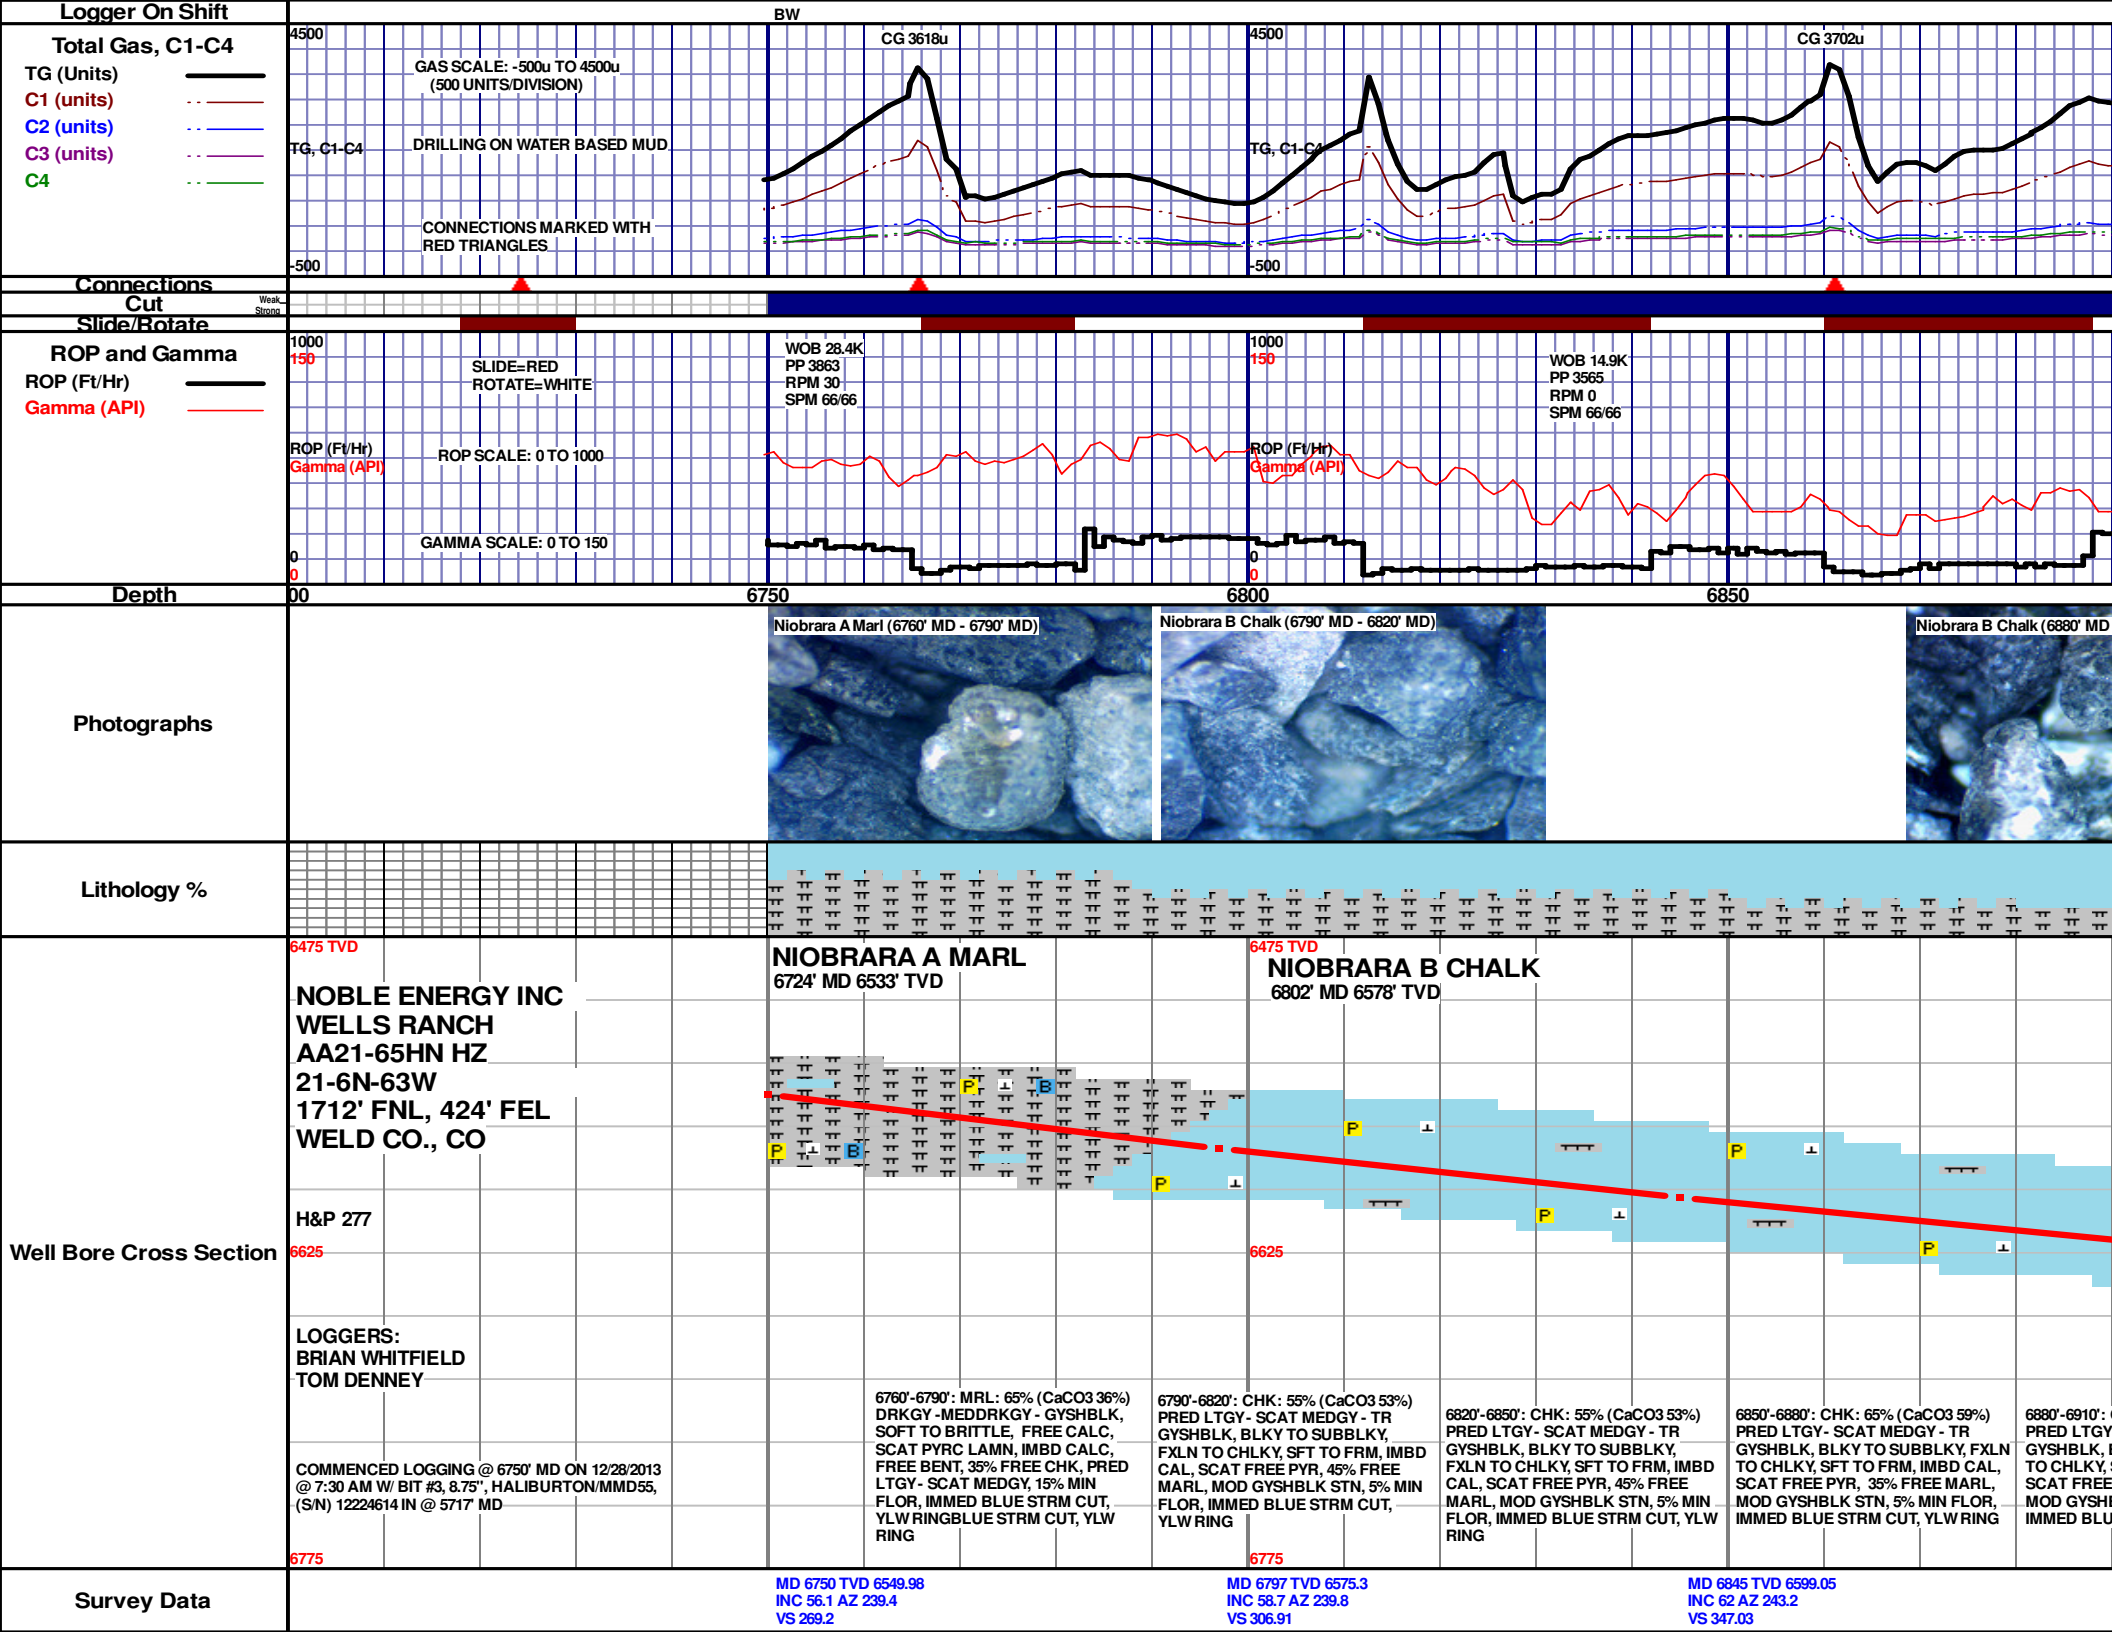 Logger On Shift
BW
Total Gas, C1-C4
TG (Units)
C1 (units)
C2 (units)
C3 (units)
C4
4500
GAS SCALE: -500u TO 4500u
(500 UNITS/DIVISION)
TG, C1-C4
DRILLING ON WATER BASED MUD
CONNECTIONS MARKED WITH
RED TRIANGLES
-500
CG 3618u
4500
TG, C1-C4
-500
CG 3702u
Connections
Cut
Weak
Strong
Slide/Rotate
ROP and Gamma
ROP (Ft/Hr)
Gamma (API)
1000
150
SLIDE=RED
ROTATE=WHITE
ROP (Ft/Hr)
Gamma (API)
ROP SCALE: 0 TO 1000
GAMMA SCALE: 0 TO 150
0
0
WOB 28.4K
PP 3863
RPM 30
SPM 66/66
1000
150
ROP (Ft/Hr)
Gamma (API)
0
0
WOB 14.9K
PP 3565
RPM 0
SPM 66/66
Depth
00
6750
6800
6850
Photographs
Niobrara A Marl (6760' MD - 6790' MD)
Niobrara B Chalk (6790' MD - 6820' MD)
Niobrara B Chalk (6880' MD
Lithology %
Well Bore Cross Section
6475 TVD
NOBLE ENERGY INC
WELLS RANCH
AA21-65HN HZ
21-6N-63W
1712' FNL, 424' FEL
WELD CO., CO
H&P 277
6625
LOGGERS:
BRIAN WHITFIELD
TOM DENNEY
COMMENCED LOGGING @ 6750' MD ON 12/28/2013
@ 7:30 AM W/ BIT #3, 8.75", HALIBURTON/MMD55,
(S/N) 12224614 IN @ 5717' MD
6775
NIOBRARA A MARL
6724' MD 6533' TVD
6475 TVD
NIOBRARA B CHALK
6802' MD 6578' TVD
P
B
P
B
P
P
P
P
P
6625
6775
6760'-6790': MRL: 65% (CaCO3 36%)
DRKGY -MEDDRKGY - GYSHBLK,
SOFT TO BRITTLE, FREE CALC,
SCAT PYRC LAMN, IMBD CALC,
FREE BENT, 35% FREE CHK, PRED
LTGY- SCAT MEDGY, 15% MIN
FLOR, IMMED BLUE STRM CUT,
YLW RINGBLUE STRM CUT, YLW
RING
6790'-6820': CHK: 55% (CaCO3 53%)
PRED LTGY- SCAT MEDGY - TR
GYSHBLK, BLKY TO SUBBLKY,
FXLN TO CHLKY, SFT TO FRM, IMBD
CAL, SCAT FREE PYR, 45% FREE
MARL, MOD GYSHBLK STN, 5% MIN
FLOR, IMMED BLUE STRM CUT,
YLW RING
6820'-6850': CHK: 55% (CaCO3 53%)
PRED LTGY- SCAT MEDGY - TR
GYSHBLK, BLKY TO SUBBLKY,
FXLN TO CHLKY, SFT TO FRM, IMBD
CAL, SCAT FREE PYR, 45% FREE
MARL, MOD GYSHBLK STN, 5% MIN
FLOR, IMMED BLUE STRM CUT, YLW
RING
6850'-6880': CHK: 65% (CaCO3 59%)
PRED LTGY- SCAT MEDGY - TR
GYSHBLK, BLKY TO SUBBLKY, FXLN
TO CHLKY, SFT TO FRM, IMBD CAL,
SCAT FREE PYR, 35% FREE MARL,
MOD GYSHBLK STN, 5% MIN FLOR,
IMMED BLUE STRM CUT, YLW RING
6880'-6910':
PRED LTGY
GYSHBLK,
TO CHLKY,
SCAT FREE
MOD GYSH
IMMED BLU
Survey Data
MD 6750 TVD 6549.98
INC 56.1 AZ 239.4
VS 269.2
MD 6797 TVD 6575.3
INC 58.7 AZ 239.8
VS 306.91
MD 6845 TVD 6599.05
INC 62 AZ 243.2
VS 347.03